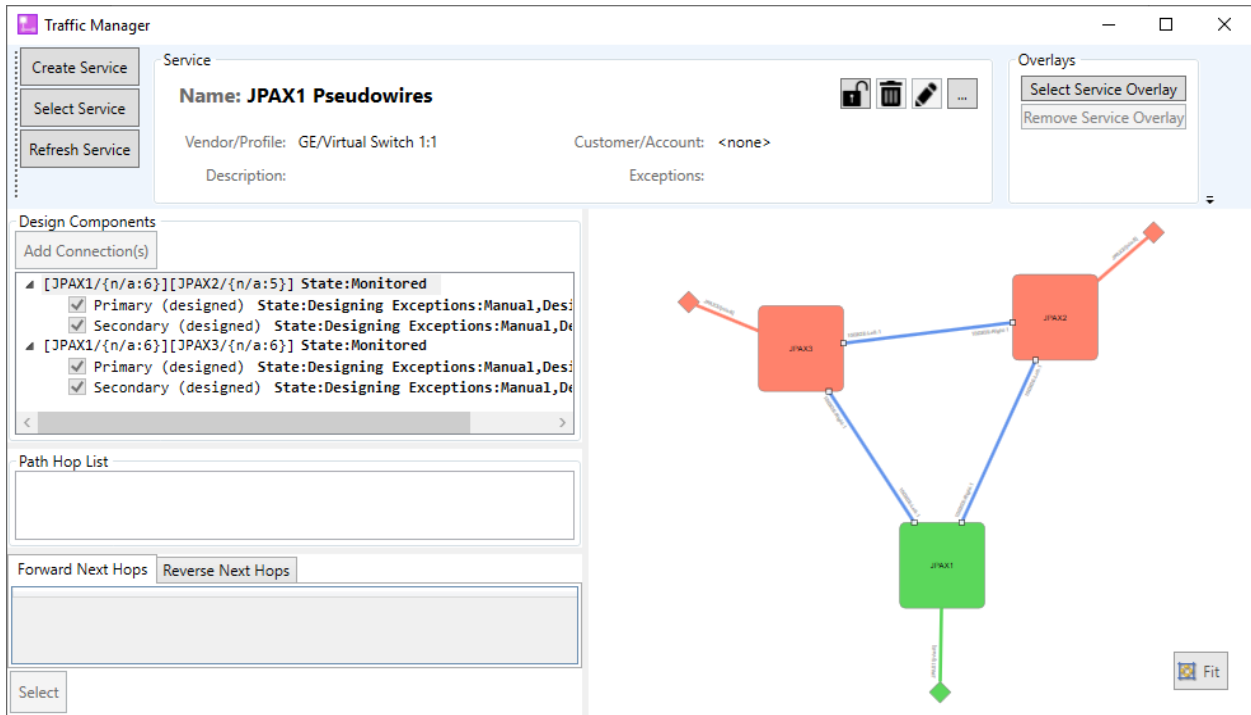 Traffic Manager
Create Service
Select Service
Refresh Service
Service
Name: JPAX1 Pseudowires
...
Vendor/Profile: GE/Virtual Switch 1:1
Customer/Account: <none>
Description:
Exceptions:
Overlays
Select Service Overlay
Remove Service Overlay
Design Components
Add Connection(s)
[JPAX1/{n/a:6}][JPAX2/{n/a:5}] State:Monitored
Primary (designed) State:Designing Exceptions:Manual,Desi
Secondary (designed) State:Designing Exceptions:Manual,De
[JPAX1/{n/a:6}][JPAX3/{n/a:6}] State:Monitored
Primary (designed) State:Designing Exceptions:Manual,Desi
Secondary (designed) State:Designing Exceptions:Manual,De
Path Hop List
Forward Next Hops
Reverse Next Hops
Select
JPAX2
JPAX3
JPAX1
Fit